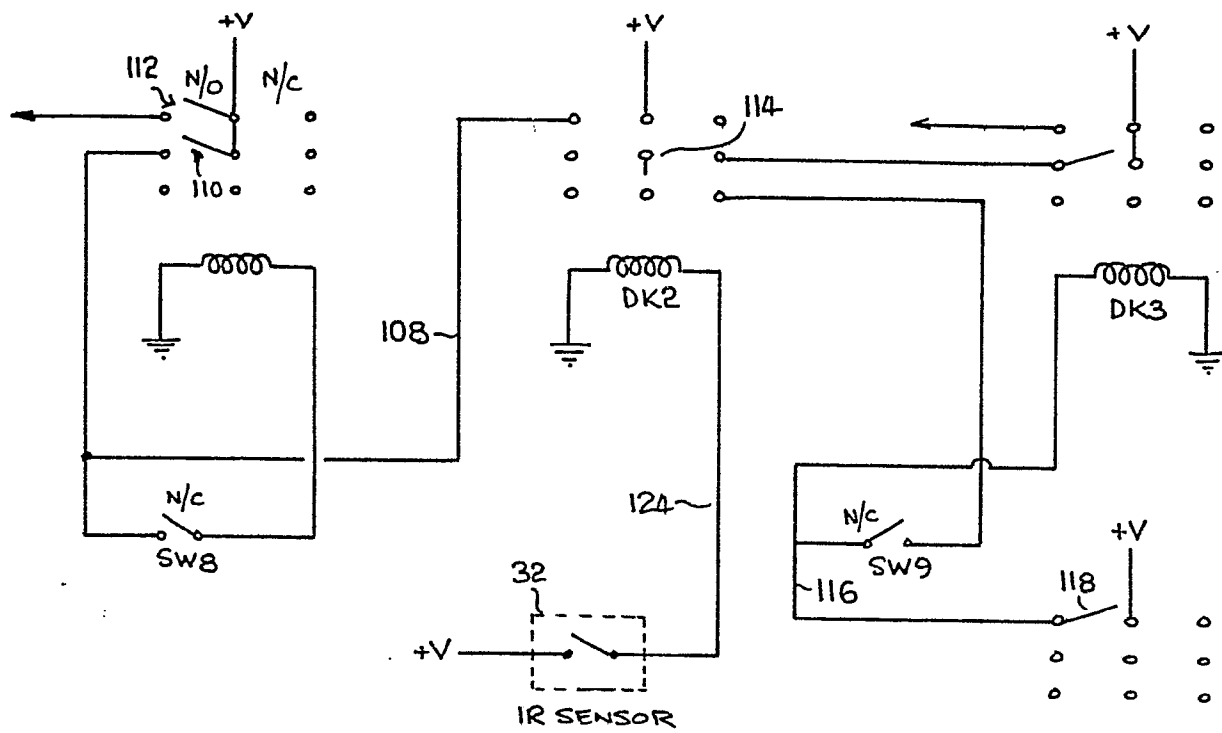 +V
+V
+V
112
N/O
N/C
114
110
DK2
DK3
108
N/C
SW8
124
N/C
SW9
116
+V
118
32
+V
IR SENSOR